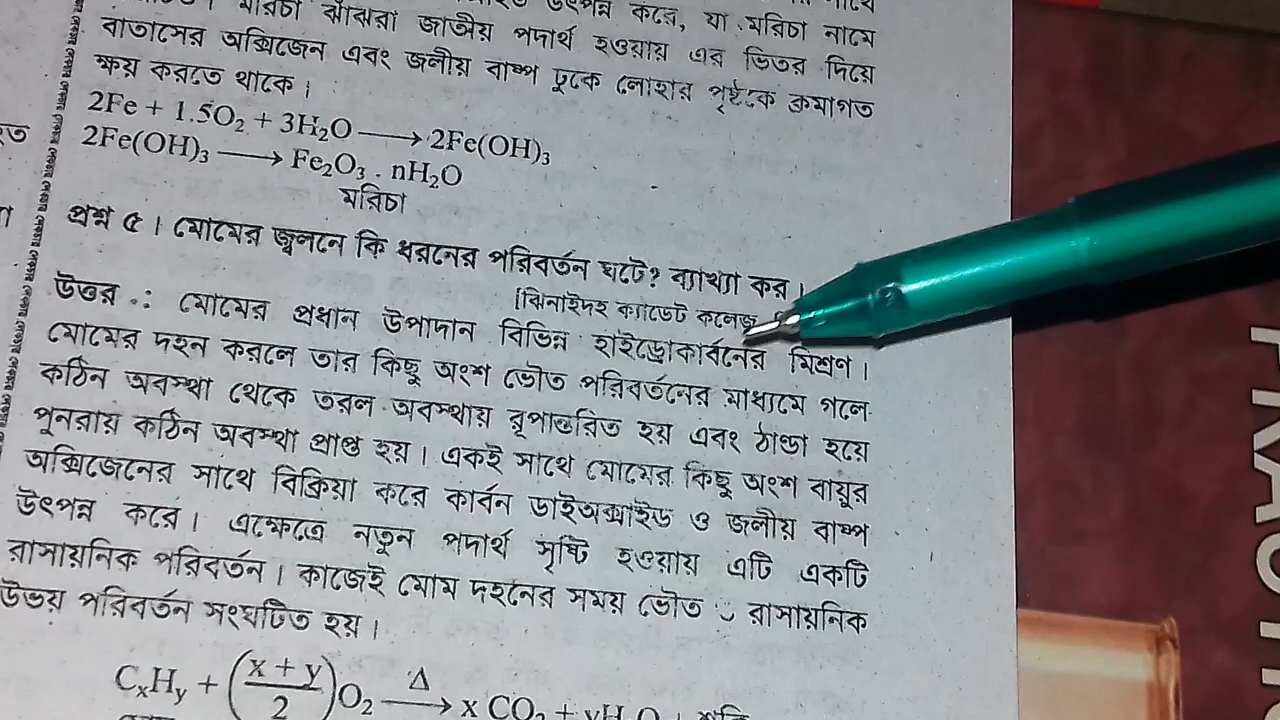 উৎপন্ন করে, যা মরিচা নামে
মরিচা ঝাঁঝরা জাতীয় পদার্থ হওয়ায় এর ভিতর দিয়ে
বাতাসের অক্সিজেন এবং জলীয় বাষ্প ঢুকে লোহার পৃষ্ঠকে ক্রমাগত
ক্ষয় করতে থাকে।
2Fe + 1.5O₂ + 3H₂O ⟶ 2Fe(OH)₃
2Fe(OH)₃ ⟶ Fe₂O₃ . nH₂O
মরিচা
প্রশ্ন ৫। মোমের জ্বলনে কি ধরনের পরিবর্তন ঘটে? ব্যাখ্যা কর।
[ঝিনাইদহ ক্যাডেট কলেজ
উত্তর : মোমের প্রধান উপাদান বিভিন্ন হাইড্রোকার্বনের মিশ্রণ।
মোমের দহন করলে তার কিছু অংশ ভৌত পরিবর্তনের মাধ্যমে গলে
কঠিন অবস্থা থেকে তরল অবস্থায় রূপান্তরিত হয় এবং ঠান্ডা হয়ে
পুনরায় কঠিন অবস্থা প্রাপ্ত হয়। একই সাথে মোমের কিছু অংশ বায়ুর
অক্সিজেনের সাথে বিক্রিয়া করে কার্বন ডাইঅক্সাইড ও জলীয় বাষ্প
উৎপন্ন করে। এক্ষেত্রে নতুন পদার্থ সৃষ্টি হওয়ায় এটি একটি
রাসায়নিক পরিবর্তন। কাজেই মোম দহনের সময় ভৌত ও রাসায়নিক
উভয় পরিবর্তন সংঘটিত হয়।
CₓHᵧ + ((x + y)/2)O₂ —Δ→ x CO₂ + yH₂O +